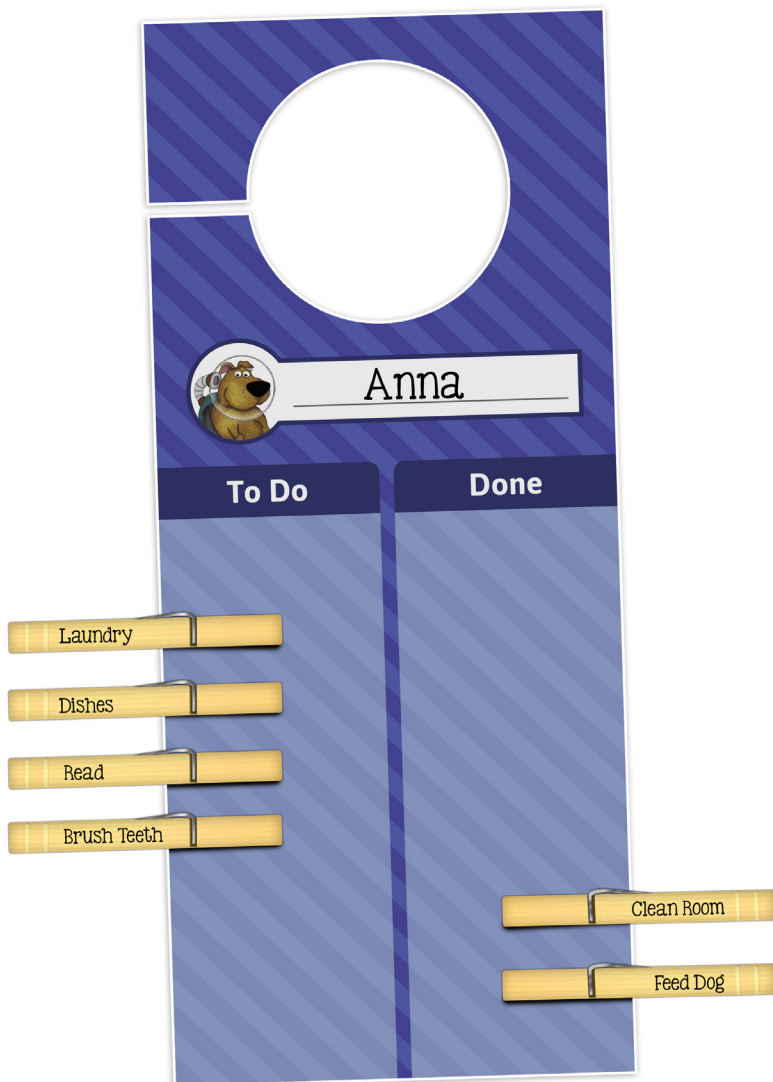 Anna
To Do
Done
Laundry
Dishes
Read
Brush Teeth
Clean Room
Feed Dog